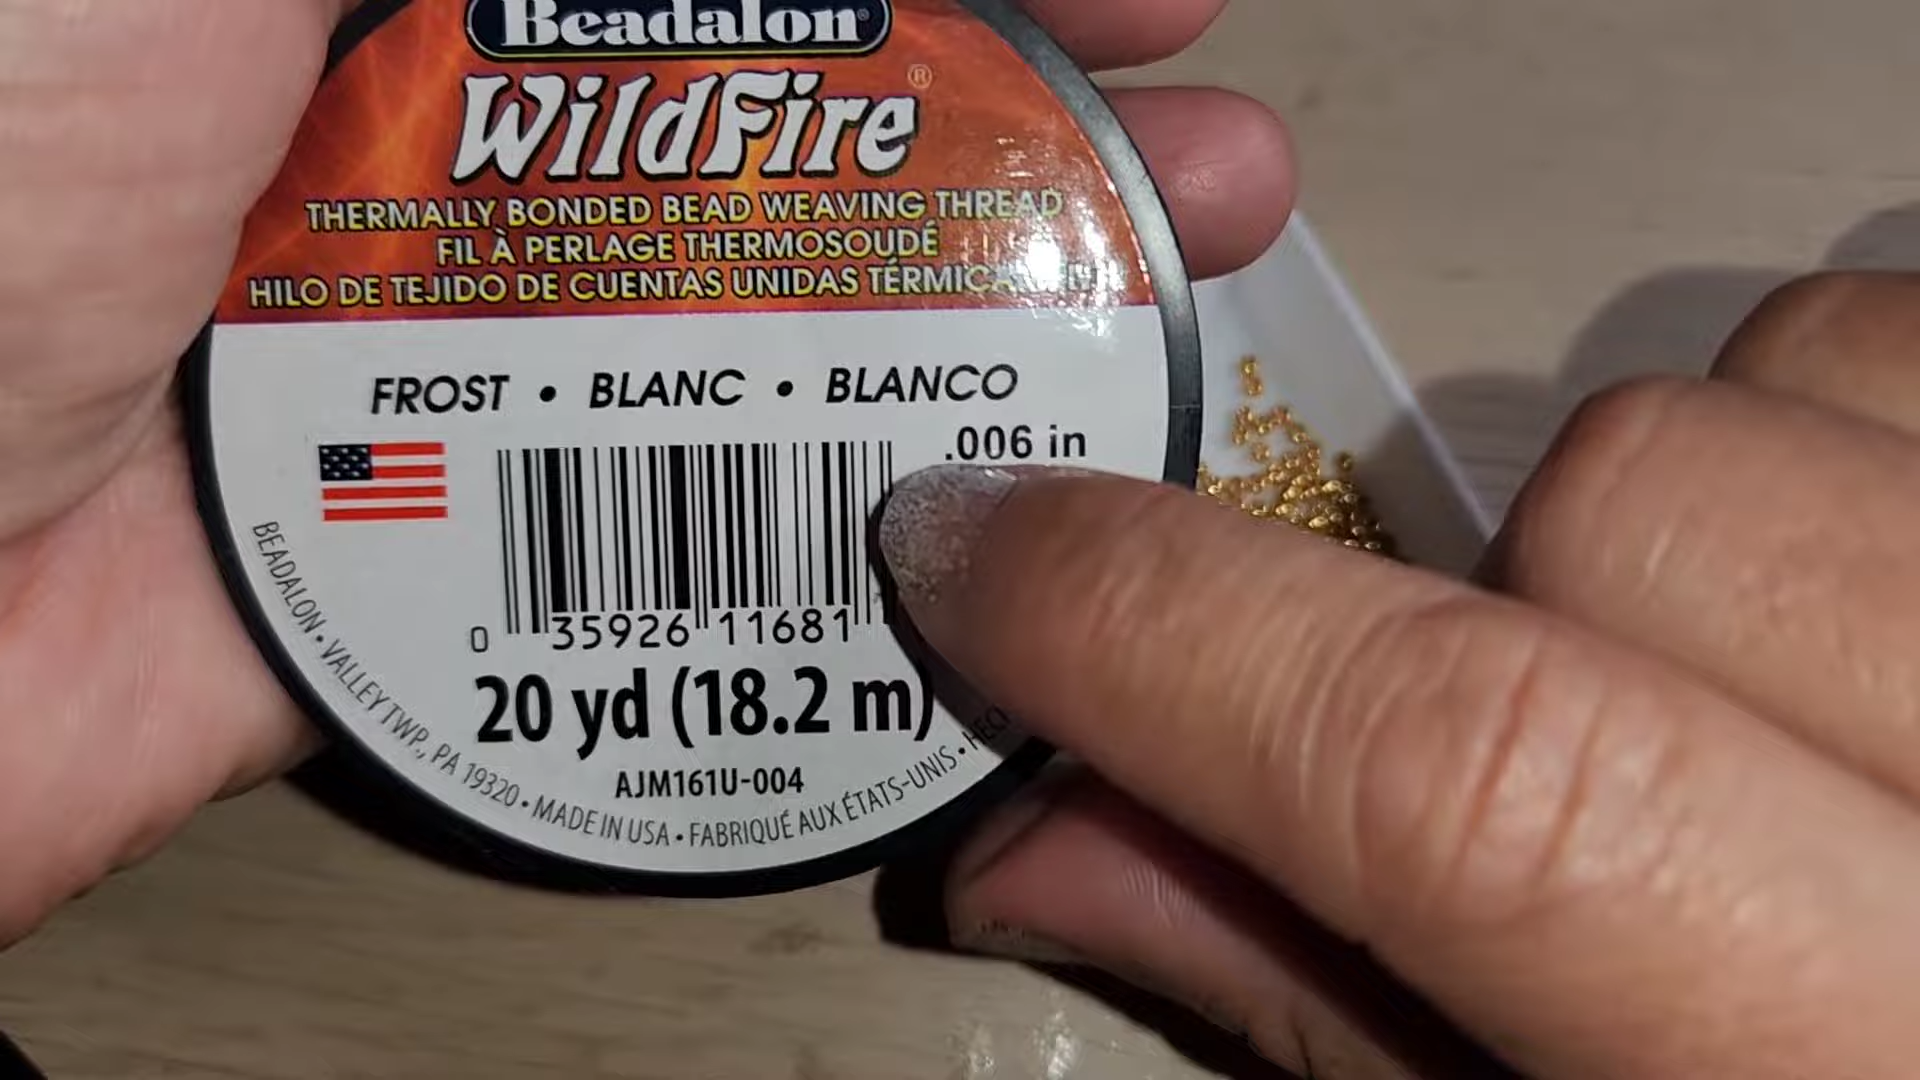 Beadalon®
WildFire®
THERMALLY BONDED BEAD WEAVING THREAD
FIL À PERLAGE THERMOSOUDÉ
HILO DE TEJIDO DE CUENTAS UNIDAS
FROST • BLANC • BLANCO
.006 in
0 35926 11681
20 yd (18.2 m)
AJM161U-004
BEADALON • VALLEY TWP., PA 19320 • MADE IN USA • FABRIQUÉ AUX ÉTATS-UNIS •